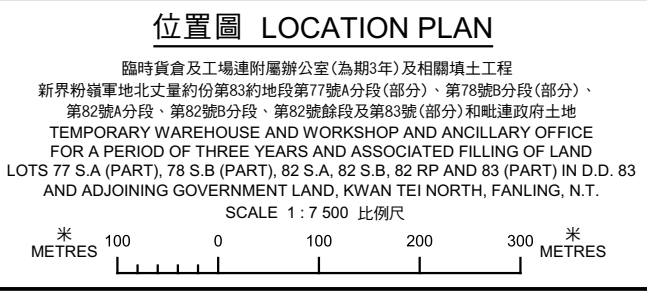 位置圖 LOCATION PLAN
臨時貨倉及工場連附屬辦公室(為期3年)及相關填土工程
新界粉嶺軍地北丈量約份第83約地段第77號A分段(部分)、第78號B分段(部分)、
第82號A分段、第82號B分段、第82號餘段及第83號(部分)和毗連政府土地
TEMPORARY WAREHOUSE AND WORKSHOP AND ANCILLARY OFFICE
FOR A PERIOD OF THREE YEARS AND ASSOCIATED FILLING OF LAND
LOTS 77 S.A (PART), 78 S.B (PART), 82 S.A, 82 S.B, 82 RP AND 83 (PART) IN D.D. 83
AND ADJOINING GOVERNMENT LAND, KWAN TEI NORTH, FANLING, N.T.
SCALE 1 : 7 500 比例尺
米 METRES 100 0 100 200 300 米 METRES